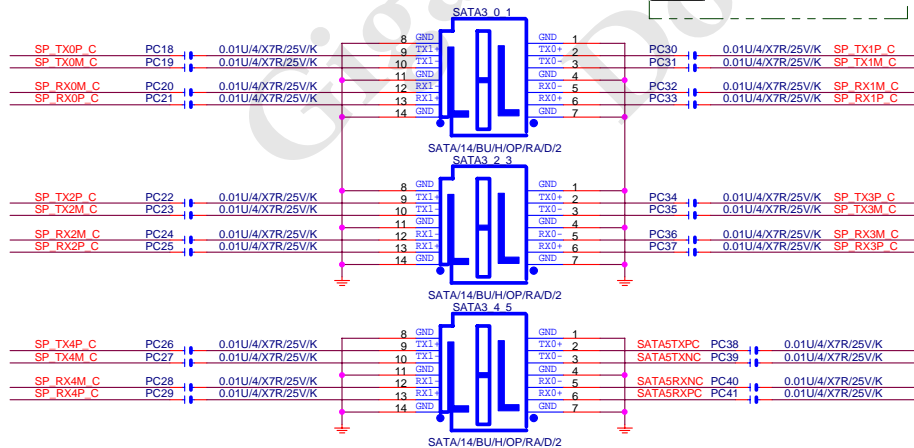 SATA3_0_1
8 GND GND 1
SP_TX0P_C PC18 0.01U/4/X7R/25V/K 9 TX1+ TX0+ 2 PC30 0.01U/4/X7R/25V/K SP_TX1P_C
SP_TX0M_C PC19 0.01U/4/X7R/25V/K 10 TX1- TX0- 3 PC31 0.01U/4/X7R/25V/K SP_TX1M_C
11 GND GND 4
SP_RX0M_C PC20 0.01U/4/X7R/25V/K 12 RX1- RX0- 5 PC32 0.01U/4/X7R/25V/K SP_RX1M_C
SP_RX0P_C PC21 0.01U/4/X7R/25V/K 13 RX1+ RX0+ 6 PC33 0.01U/4/X7R/25V/K SP_RX1P_C
14 GND GND 7
SATA/14/BU/H/OP/RA/D/2
SATA3_2_3
8 GND GND 1
SP_TX2P_C PC22 0.01U/4/X7R/25V/K 9 TX1+ TX0+ 2 PC34 0.01U/4/X7R/25V/K SP_TX3P_C
SP_TX2M_C PC23 0.01U/4/X7R/25V/K 10 TX1- TX0- 3 PC35 0.01U/4/X7R/25V/K SP_TX3M_C
11 GND GND 4
SP_RX2M_C PC24 0.01U/4/X7R/25V/K 12 RX1- RX0- 5 PC36 0.01U/4/X7R/25V/K SP_RX3M_C
SP_RX2P_C PC25 0.01U/4/X7R/25V/K 13 RX1+ RX0+ 6 PC37 0.01U/4/X7R/25V/K SP_RX3P_C
14 GND GND 7
SATA/14/BU/H/OP/RA/D/2
SATA3_4_5
8 GND GND 1
SP_TX4P_C PC26 0.01U/4/X7R/25V/K 9 TX1+ TX0+ 2 SATA5TXPC PC38 0.01U/4/X7R/25V/K
SP_TX4M_C PC27 0.01U/4/X7R/25V/K 10 TX1- TX0- 3 SATA5TXNC PC39 0.01U/4/X7R/25V/K
11 GND GND 4
SP_RX4M_C PC28 0.01U/4/X7R/25V/K 12 RX1- RX0- 5 SATA5RXNC PC40 0.01U/4/X7R/25V/K
SP_RX4P_C PC29 0.01U/4/X7R/25V/K 13 RX1+ RX0+ 6 SATA5RXPC PC41 0.01U/4/X7R/25V/K
14 GND GND 7
SATA/14/BU/H/OP/RA/D/2